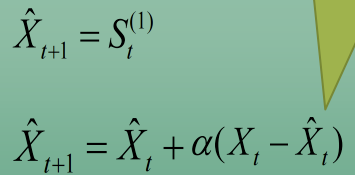 X̂_{t+1} = S_t^{(1)}
X̂_{t+1} = X̂_t + α(X_t − X̂_t)